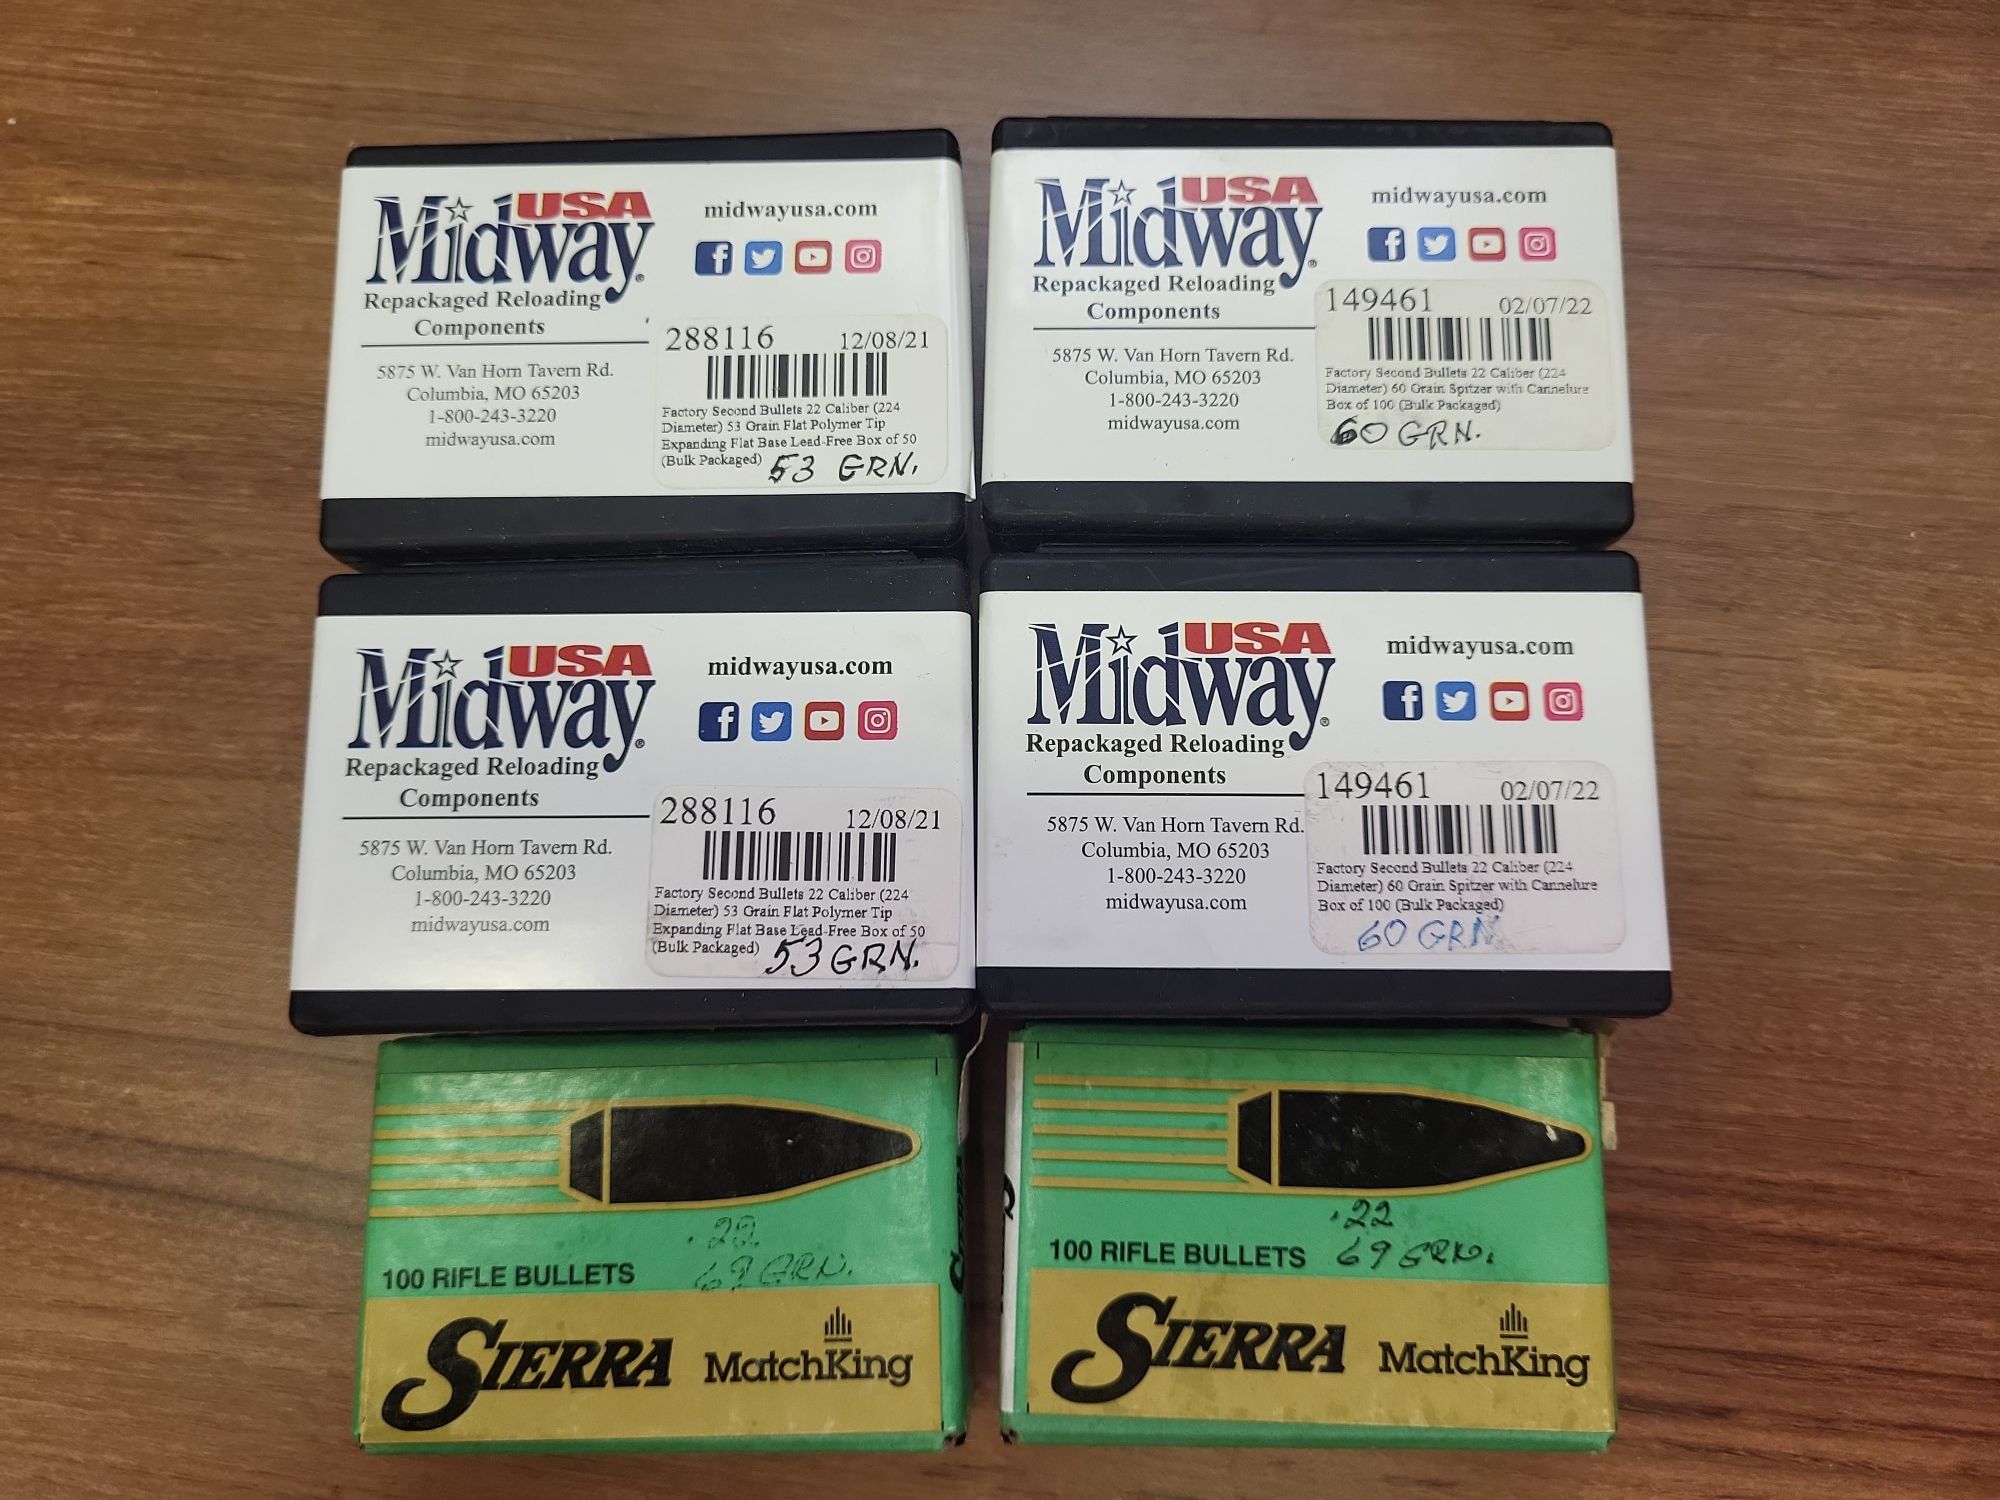 Midway USA
midwayusa.com
Repackaged Reloading
Components
5875 W. Van Horn Tavern Rd.
Columbia, MO 65203
1-800-243-3220
midwayusa.com
288116 12/08/21
Factory Second Bullets 22 Caliber (224
Diameter) 53 Grain Flat Polymer Tip
Expanding Flat Base Lead-Free Box of 50
(Bulk Packaged) 53 GRN.
Midway USA
midwayusa.com
Repackaged Reloading
Components
5875 W. Van Horn Tavern Rd.
Columbia, MO 65203
1-800-243-3220
midwayusa.com
149461 02/07/22
Factory Second Bullets 22 Caliber (224
Diameter) 60 Grain Spitzer with Cannelure
Box of 100 (Bulk Packaged)
60 GRN.
Midway USA
midwayusa.com
Repackaged Reloading
Components
5875 W. Van Horn Tavern Rd.
Columbia, MO 65203
1-800-243-3220
midwayusa.com
288116 12/08/21
Factory Second Bullets 22 Caliber (224
Diameter) 53 Grain Flat Polymer Tip
Expanding Flat Base Lead-Free Box of 50
(Bulk Packaged) 53 GRN.
Midway USA
midwayusa.com
Repackaged Reloading
Components
5875 W. Van Horn Tavern Rd.
Columbia, MO 65203
1-800-243-3220
midwayusa.com
149461 02/07/22
Factory Second Bullets 22 Caliber (224
Diameter) 60 Grain Spitzer with Cannelure
Box of 100 (Bulk Packaged)
60 GRN
.22
100 RIFLE BULLETS 69 GRN.
SIERRA MatchKing
.22
100 RIFLE BULLETS 69 GRN.
SIERRA MatchKing